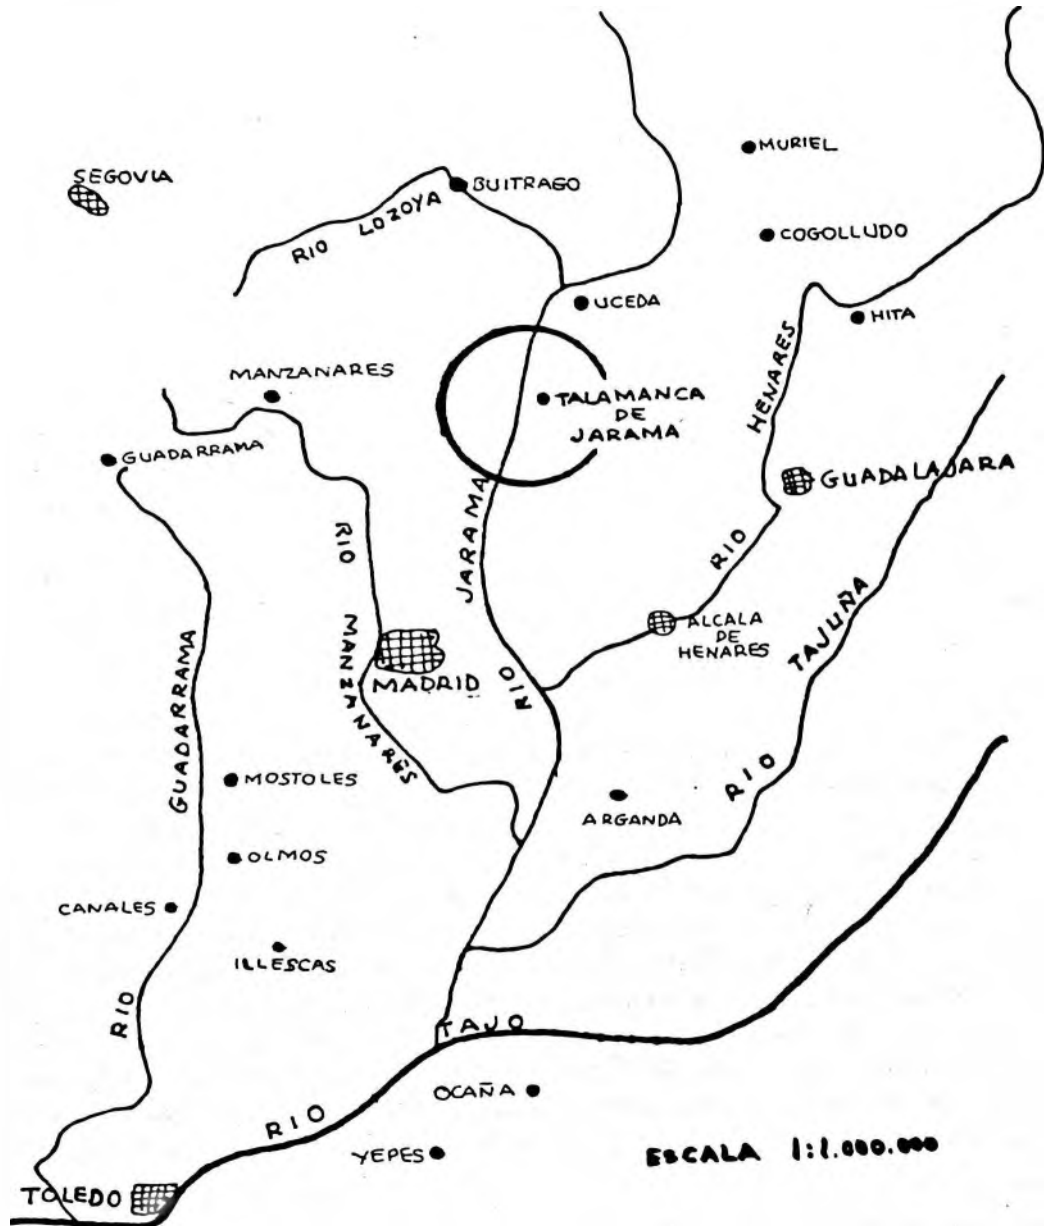 MURIEL
SEGOVIA
BUITRAGO
RIO LOZOYA
COGOLLUDO
UCEDA
HITA
MANZANARES
HENARES
TALAMANCA
DE
JARAMA
GUADARRAMA
GUADALAJARA
JARAMA
RIO
RIO
ALCALA
DE
HENARES
TAJUÑA
MANZANARES
MADRID
RIO
GUADARRAMA
MOSTOLES
RIO
ARGANDA
OLMOS
CANALES
ILLESCAS
RIO
TAJO
OCAÑA
RIO
YEPES
ESCALA 1:1.000.000
TOLEDO